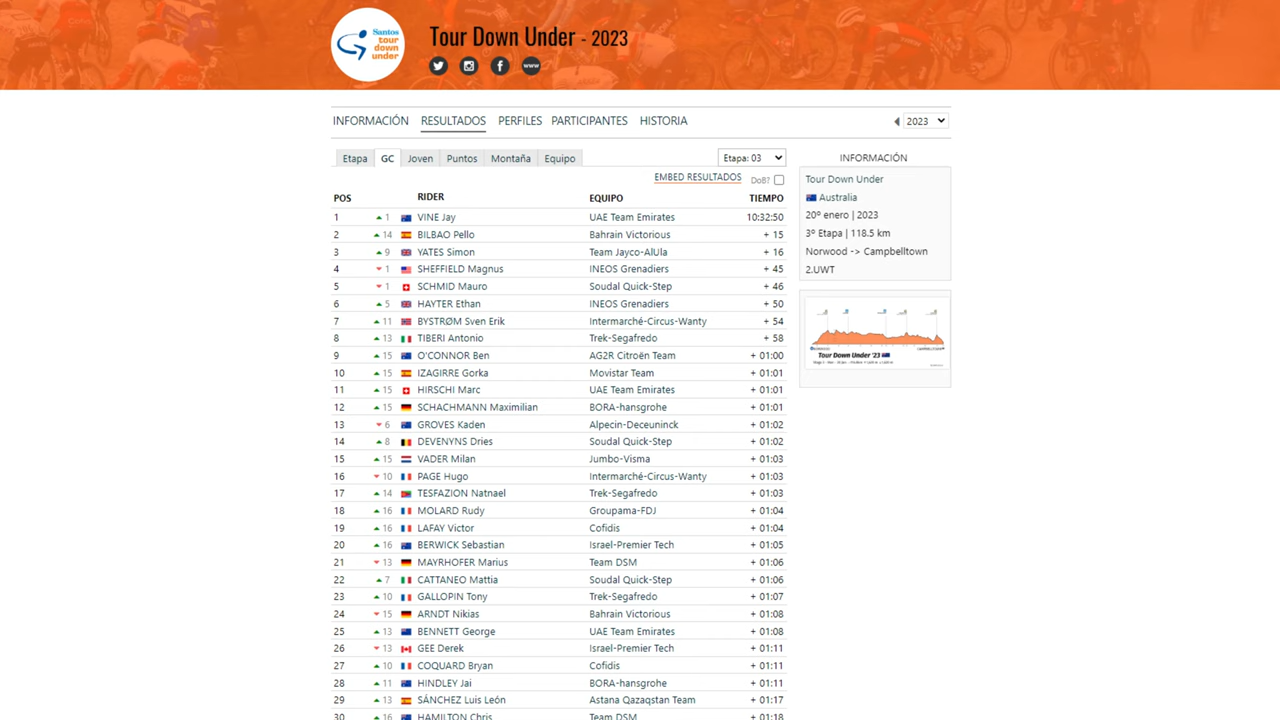 Santos
tour
down
under
Tour Down Under - 2023
www
INFORMACIÓN RESULTADOS PERFILES PARTICIPANTES HISTORIA 2023
Etapa GC Joven Puntos Montaña Equipo Etapa: 03
EMBED RESULTADOS DoB?
POS RIDER EQUIPO TIEMPO
1 1 VINE Jay UAE Team Emirates 10:32:50
2 14 BILBAO Pello Bahrain Victorious + 15
3 9 YATES Simon Team Jayco-AlUla + 16
4 1 SHEFFIELD Magnus INEOS Grenadiers + 45
5 1 SCHMID Mauro Soudal Quick-Step + 46
6 5 HAYTER Ethan INEOS Grenadiers + 50
7 11 BYSTRØM Sven Erik Intermarché-Circus-Wanty + 54
8 13 TIBERI Antonio Trek-Segafredo + 58
9 15 O'CONNOR Ben AG2R Citroën Team + 01:00
10 15 IZAGIRRE Gorka Movistar Team + 01:01
11 15 HIRSCHI Marc UAE Team Emirates + 01:01
12 15 SCHACHMANN Maximilian BORA-hansgrohe + 01:01
13 6 GROVES Kaden Alpecin-Deceuninck + 01:02
14 8 DEVENYNS Dries Soudal Quick-Step + 01:02
15 15 VADER Milan Jumbo-Visma + 01:03
16 10 PAGE Hugo Intermarché-Circus-Wanty + 01:03
17 14 TESFAZION Natnael Trek-Segafredo + 01:03
18 16 MOLARD Rudy Groupama-FDJ + 01:04
19 16 LAFAY Victor Cofidis + 01:04
20 16 BERWICK Sebastian Israel-Premier Tech + 01:05
21 13 MAYRHOFER Marius Team DSM + 01:06
22 7 CATTANEO Mattia Soudal Quick-Step + 01:06
23 10 GALLOPIN Tony Trek-Segafredo + 01:07
24 15 ARNDT Nikias Bahrain Victorious + 01:08
25 13 BENNETT George UAE Team Emirates + 01:08
26 13 GEE Derek Israel-Premier Tech + 01:11
27 10 COQUARD Bryan Cofidis + 01:11
28 11 HINDLEY Jai BORA-hansgrohe + 01:11
29 13 SÁNCHEZ Luis León Astana Qazaqstan Team + 01:17
30 16 HAMILTON Chris Team DSM + 01:18
INFORMACIÓN
Tour Down Under
Australia
20º enero | 2023
3º Etapa | 118.5 km
Norwood -> Campbelltown
2.UWT
Tour Down Under '23